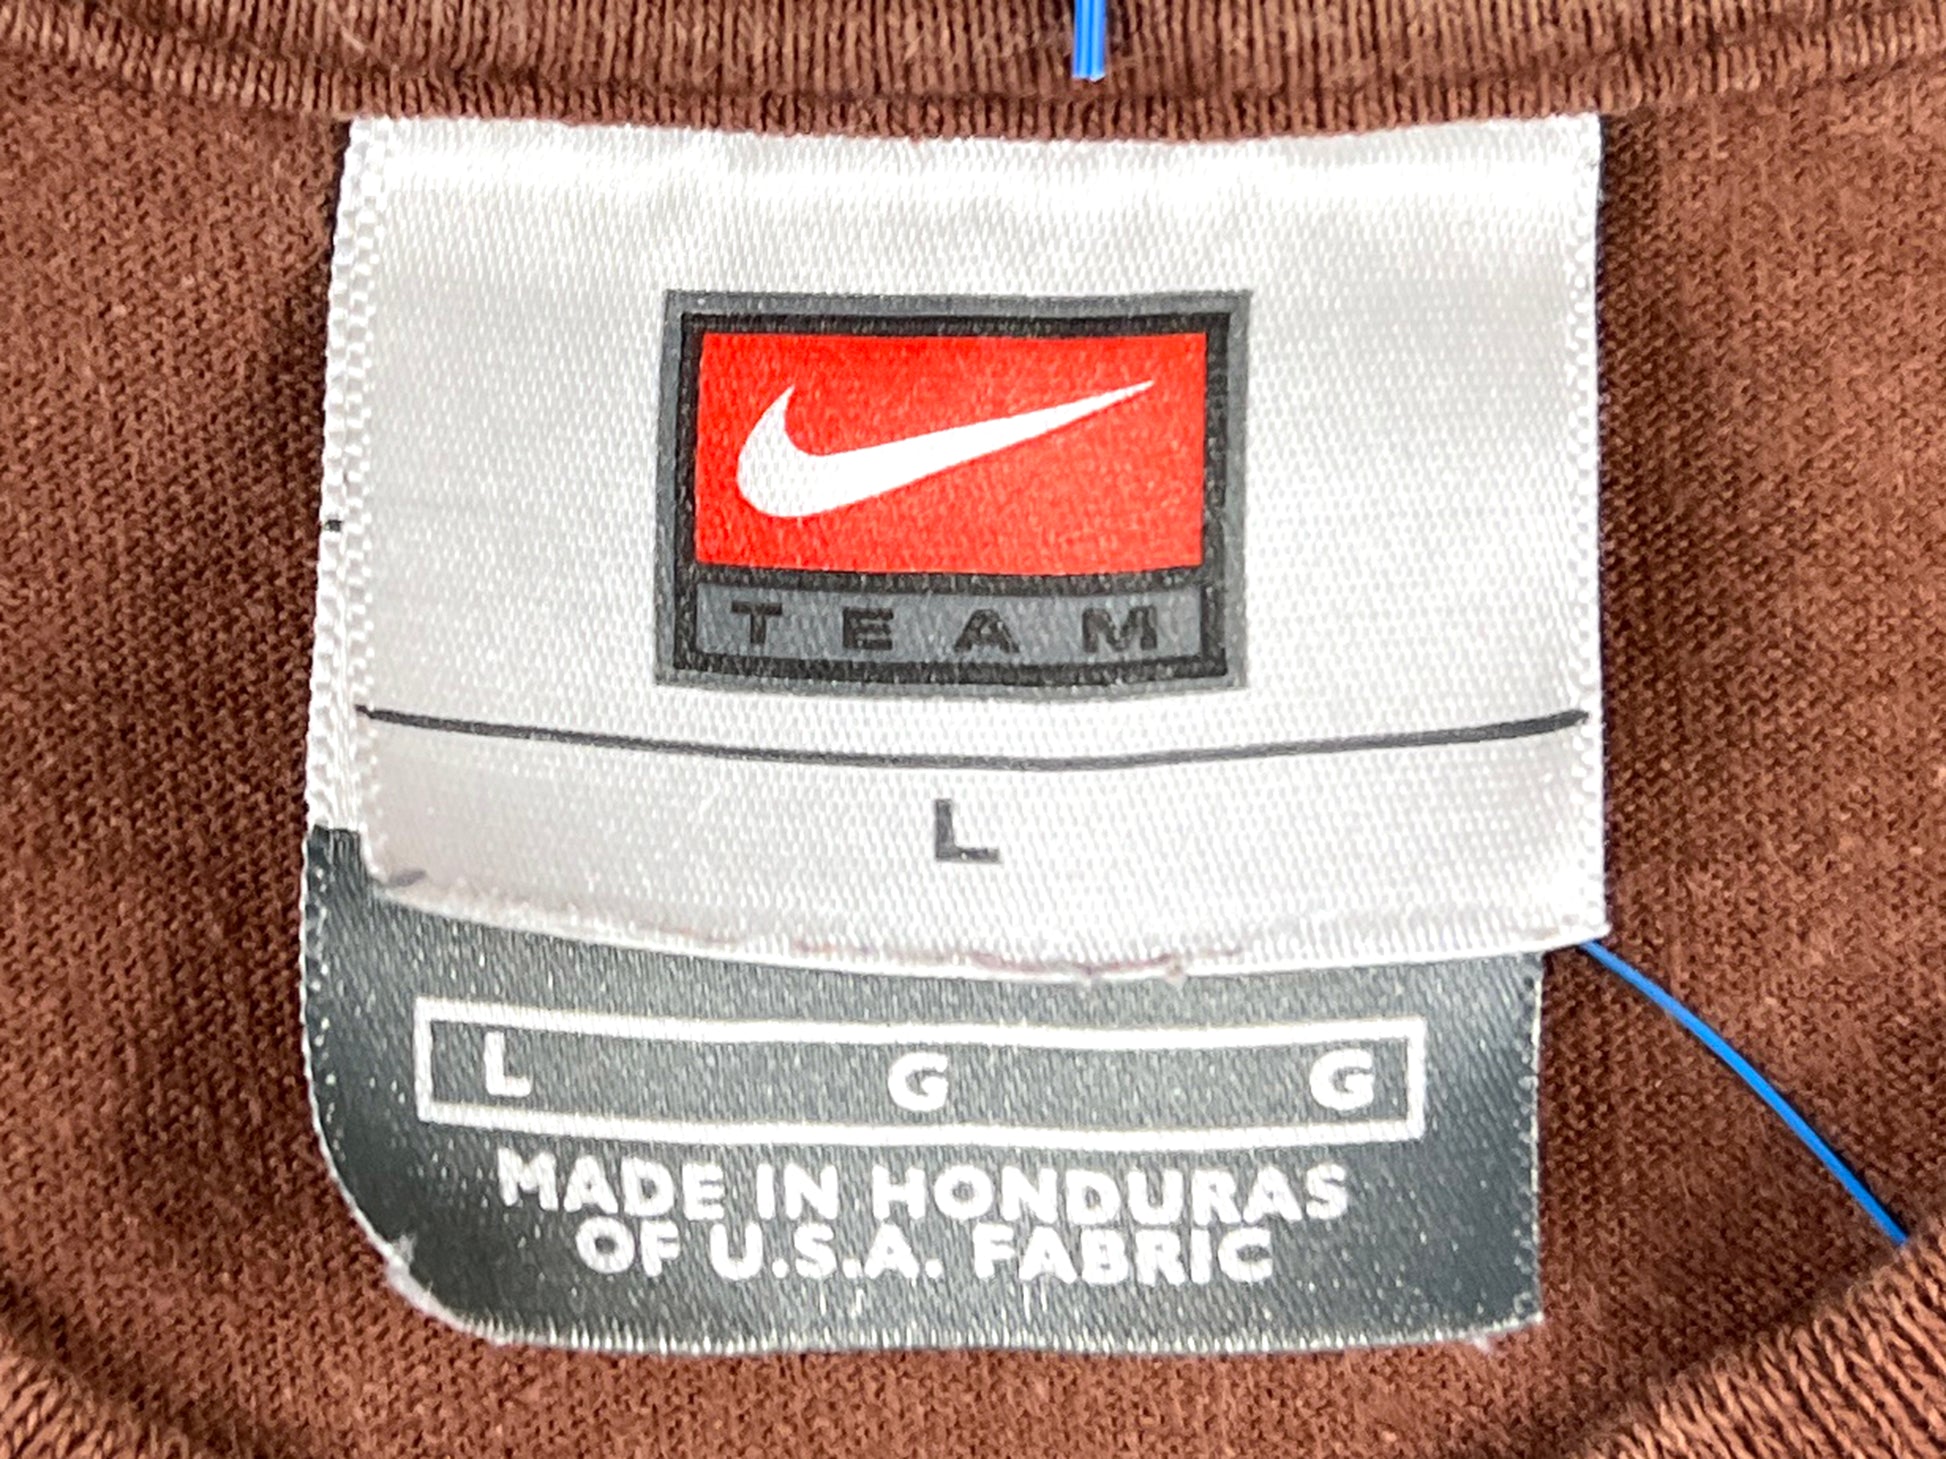 TEAM
L
L G G
MADE IN HONDURAS
OF U.S.A. FABRIC